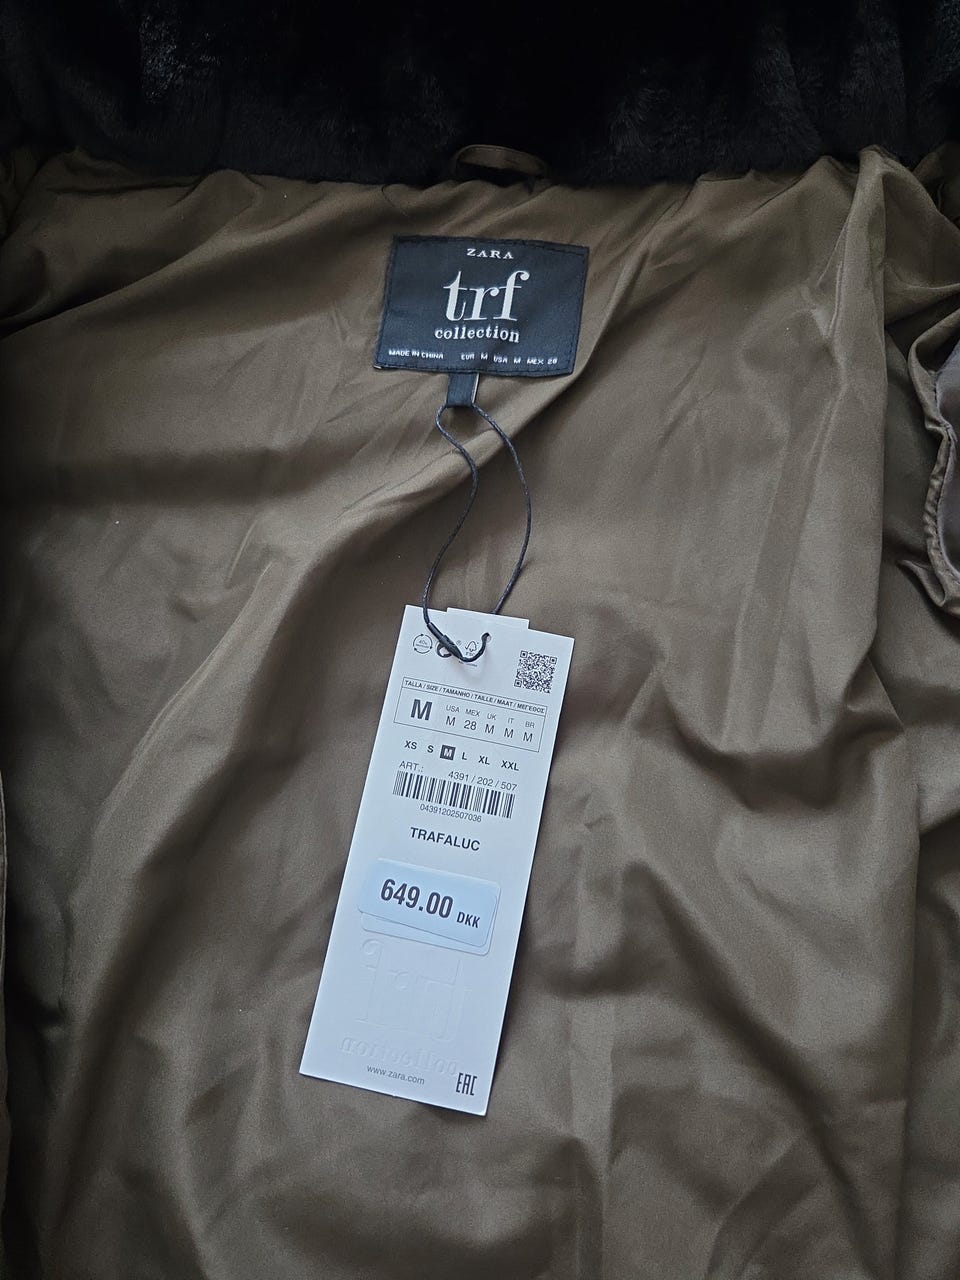 ZARA
trf
collection
MADE IN CHINA EUR M USA M MEX 28
TALLA / SIZE / TAMANHO / TAILLE / MAAT / ΜΕΓΕΘΟΣ
M
USA MEX UK IT BR
M 28 M M M
XS S M L XL XXL
ART.: 4391 / 202 / 507
04391202507036
TRAFALUC
649.00 DKK
trf
collection
www.zara.com
EAC